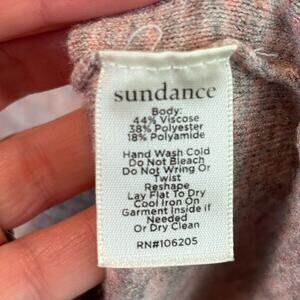 sundance
Body:
44% Viscose
38% Polyester
18% Polyamide
Hand Wash Cold
Do Not Bleach
Do Not Wring Or
Twist
Reshape
Lay Flat To Dry
Cool Iron On
Garment Inside if
Needed
Or Dry Clean
RN#106205